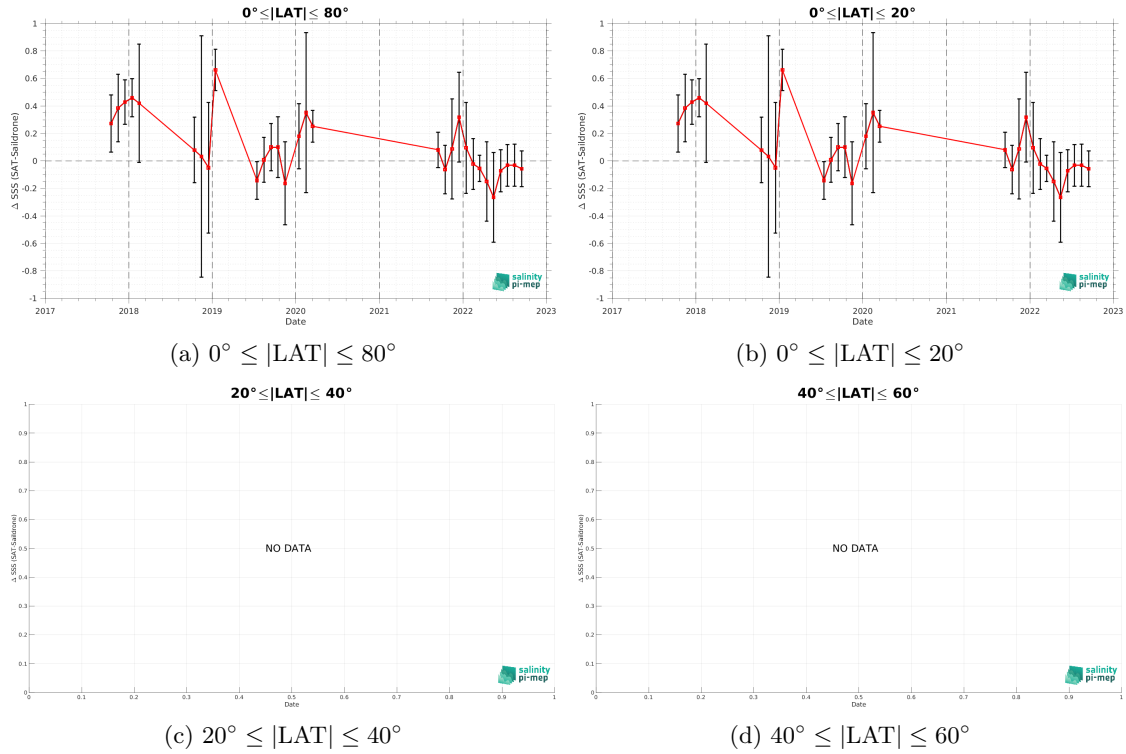 0°≤|LAT|≤ 80°
Δ SSS (SAT-Saildrone)
1
0.8
0.6
0.4
0.2
0
-0.2
-0.4
-0.6
-0.8
-1
2017 2018 2019 2020 2021 2022 2023
Date
salinity
pi-mep
(a) 0° ≤ |LAT| ≤ 80°
0°≤|LAT|≤ 20°
Δ SSS (SAT-Saildrone)
1
0.8
0.6
0.4
0.2
0
-0.2
-0.4
-0.6
-0.8
-1
2017 2018 2019 2020 2021 2022 2023
Date
salinity
pi-mep
(b) 0° ≤ |LAT| ≤ 20°
20°≤|LAT|≤ 40°
Δ SSS (SAT-Saildrone)
1
0.9
0.8
0.7
0.6
0.5
0.4
0.3
0.2
0.1
0
NO DATA
0 0.1 0.2 0.3 0.4 0.5 0.6 0.7 0.8 0.9 1
Date
salinity
pi-mep
(c) 20° ≤ |LAT| ≤ 40°
40°≤|LAT|≤ 60°
Δ SSS (SAT-Saildrone)
1
0.9
0.8
0.7
0.6
0.5
0.4
0.3
0.2
0.1
0
NO DATA
0 0.1 0.2 0.3 0.4 0.5 0.6 0.7 0.8 0.9 1
Date
salinity
pi-mep
(d) 40° ≤ |LAT| ≤ 60°